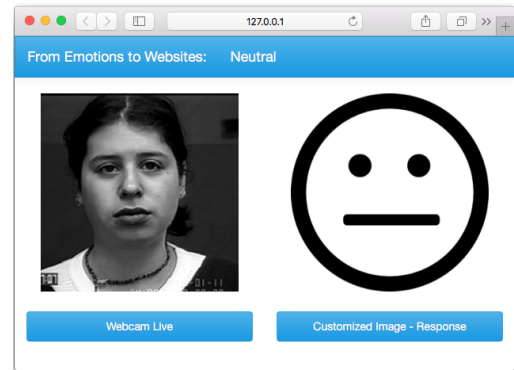 127.0.0.1
From Emotions to Websites: Neutral
Webcam Live
Customized Image - Response